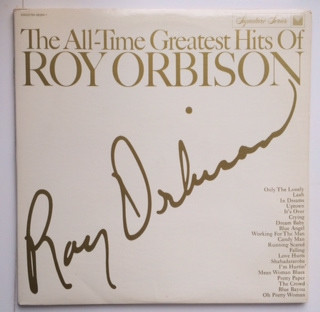 Signature Series
The All-Time Greatest Hits Of
ROY ORBISON
Roy Orbison
Only The Lonely
Leah
In Dreams
Uptown
It's Over
Crying
Dream Baby
Blue Angel
Working For The Man
Candy Man
Running Scared
Falling
Love Hurts
Shahadararoba
I'm Hurtin'
Mean Woman Blues
Pretty Paper
The Crowd
Blue Bayou
Oh Pretty Woman